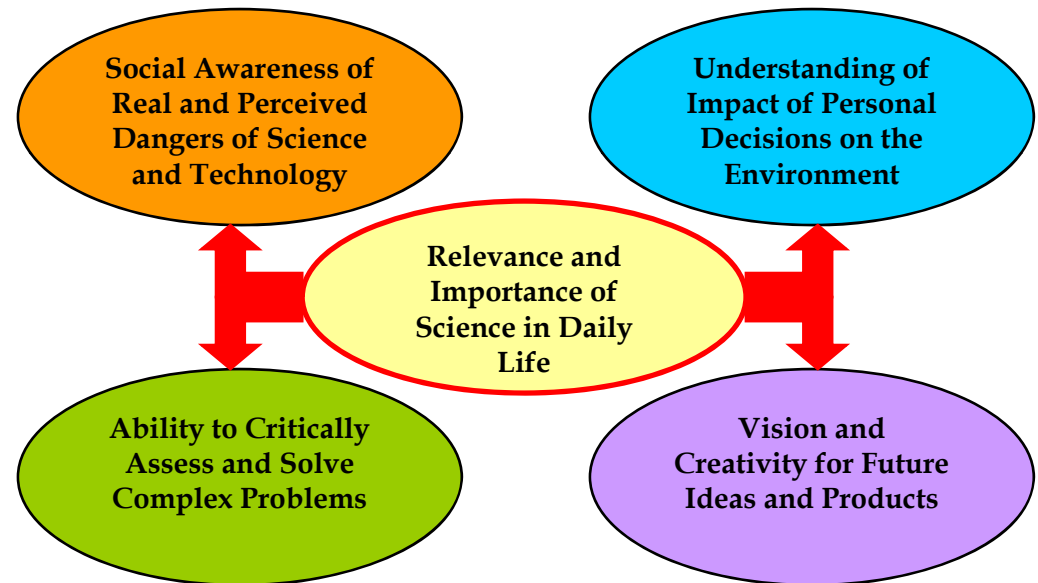 Social Awareness of
Real and Perceived
Dangers of Science
and Technology
Understanding of
Impact of Personal
Decisions on the
Environment
Relevance and
Importance of
Science in Daily
Life
Ability to Critically
Assess and Solve
Complex Problems
Vision and
Creativity for Future
Ideas and Products